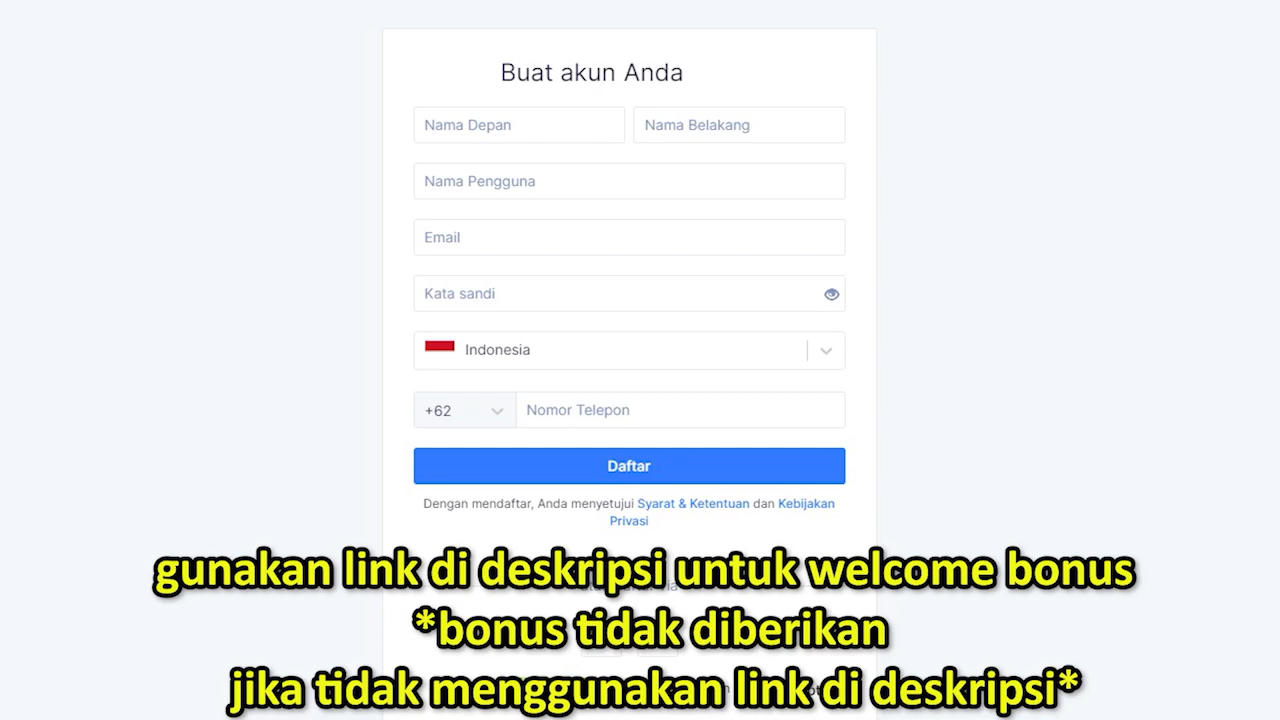 Buat akun Anda
Nama Depan
Nama Belakang
Nama Pengguna
Email
Kata sandi
Indonesia
+62
Nomor Telepon
Daftar
Dengan mendaftar, Anda menyetujui Syarat & Ketentuan dan Kebijakan
Privasi
gunakan link di deskripsi untuk welcome bonus
*bonus tidak diberikan
jika tidak menggunakan link di deskripsi*